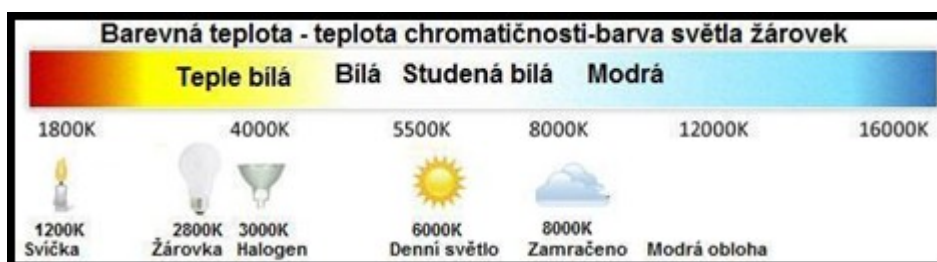 Barevná teplota - teplota chromatičnosti-barva světla žárovek
Teple bílá Bílá Studená bílá Modrá
1800K 4000K 5500K 8000K 12000K 16000K
1200K 2800K 3000K 6000K 8000K
Svíčka Žárovka Halogen Denní světlo Zamračeno Modrá obloha